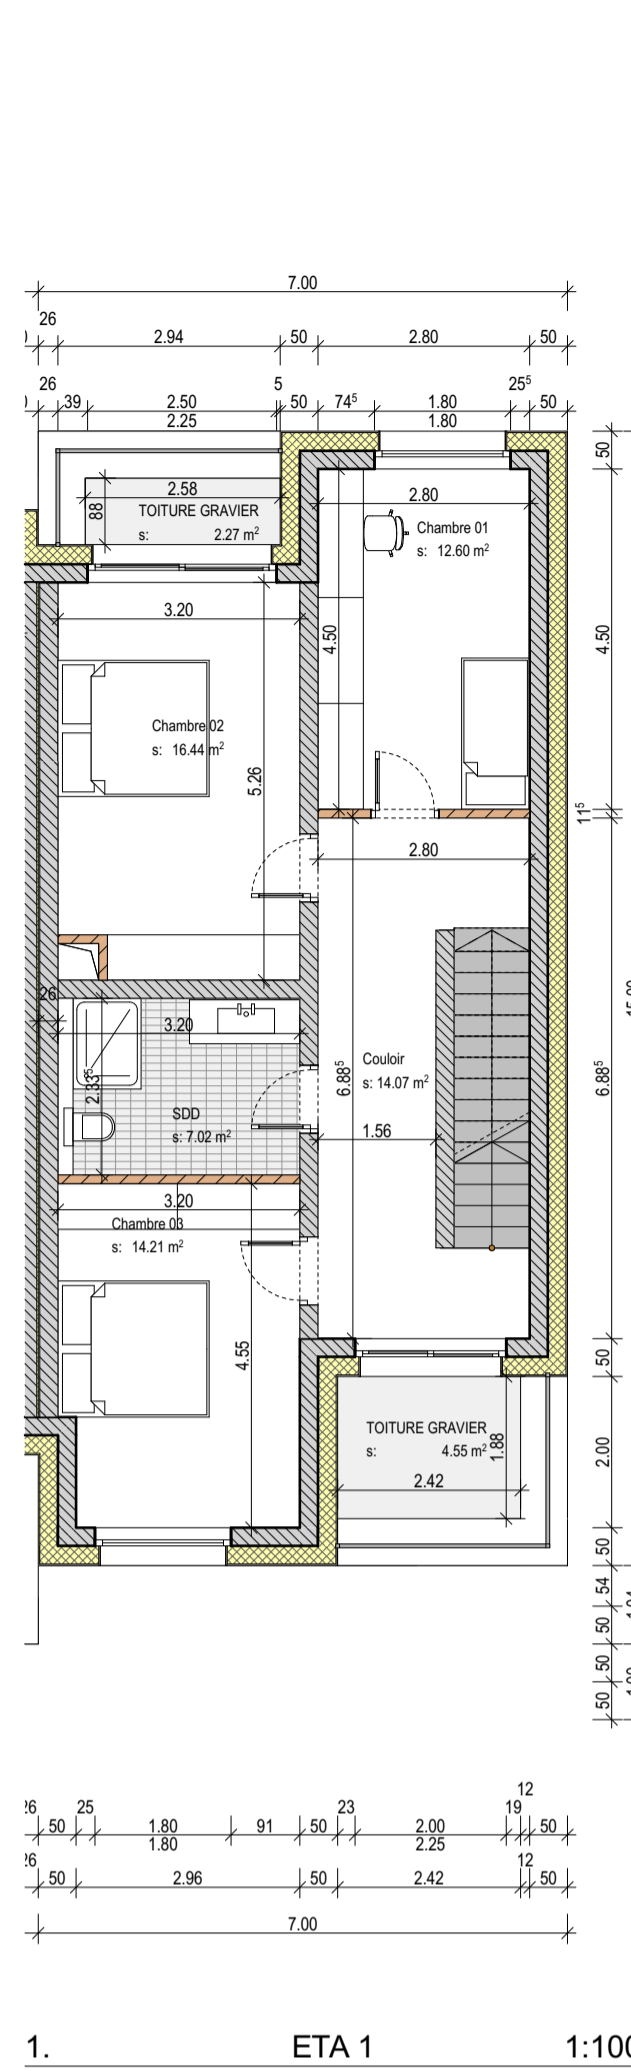 7.00
26
2.94 50 2.80 50
26 5 25⁵
39 2.50 50 74⁵ 1.80 50
2.25 1.80
50
2.58
88
TOITURE GRAVIER
s: 2.27 m²
2.80
Chambre 01
s: 12.60 m²
3.20
4.50
4.50
Chambre 02
s: 16.44 m²
5.26
11⁵
2.80
26
3.20
2.33⁵
Couloir
s: 14.07 m²
6.88⁵
6.88⁵
SDD
s: 7.02 m²
1.56
3.20
Chambre 03
s: 14.21 m²
4.55
50
TOITURE GRAVIER
s: 4.55 m²
1.88
2.42
2.00
50
54
50
50
50
12
26 25 23 19
50 1.80 91 50 2.00 50
1.80 2.25
26 12
50 2.96 50 2.42 50
7.00
1. ETA 1 1:100